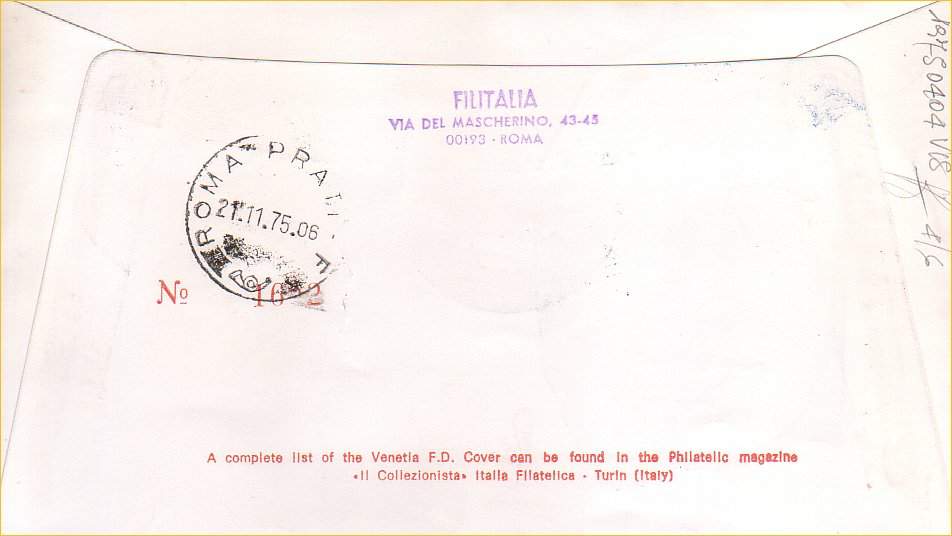 FILITALIA
VIA DEL MASCHERINO, 43-45
00193 · ROMA
ROMA PRATI
21.11.75.06
No
A complete list of the Venetia F.D. Cover can be found in the Philatelic magazine
«Il Collezionista» Italia Filatelica · Turin (Italy)